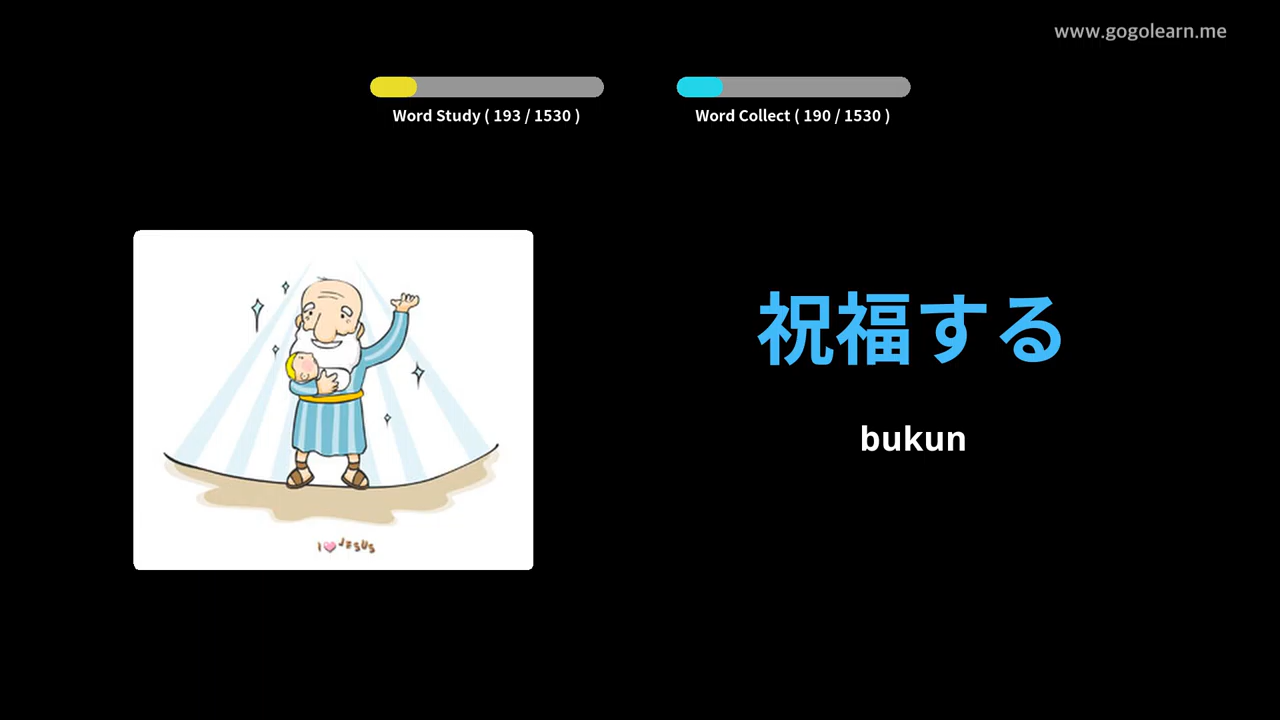 www.gogolearn.me
Word Study ( 193 / 1530 )
Word Collect ( 190 / 1530 )
祝福する
bukun
I JESUS